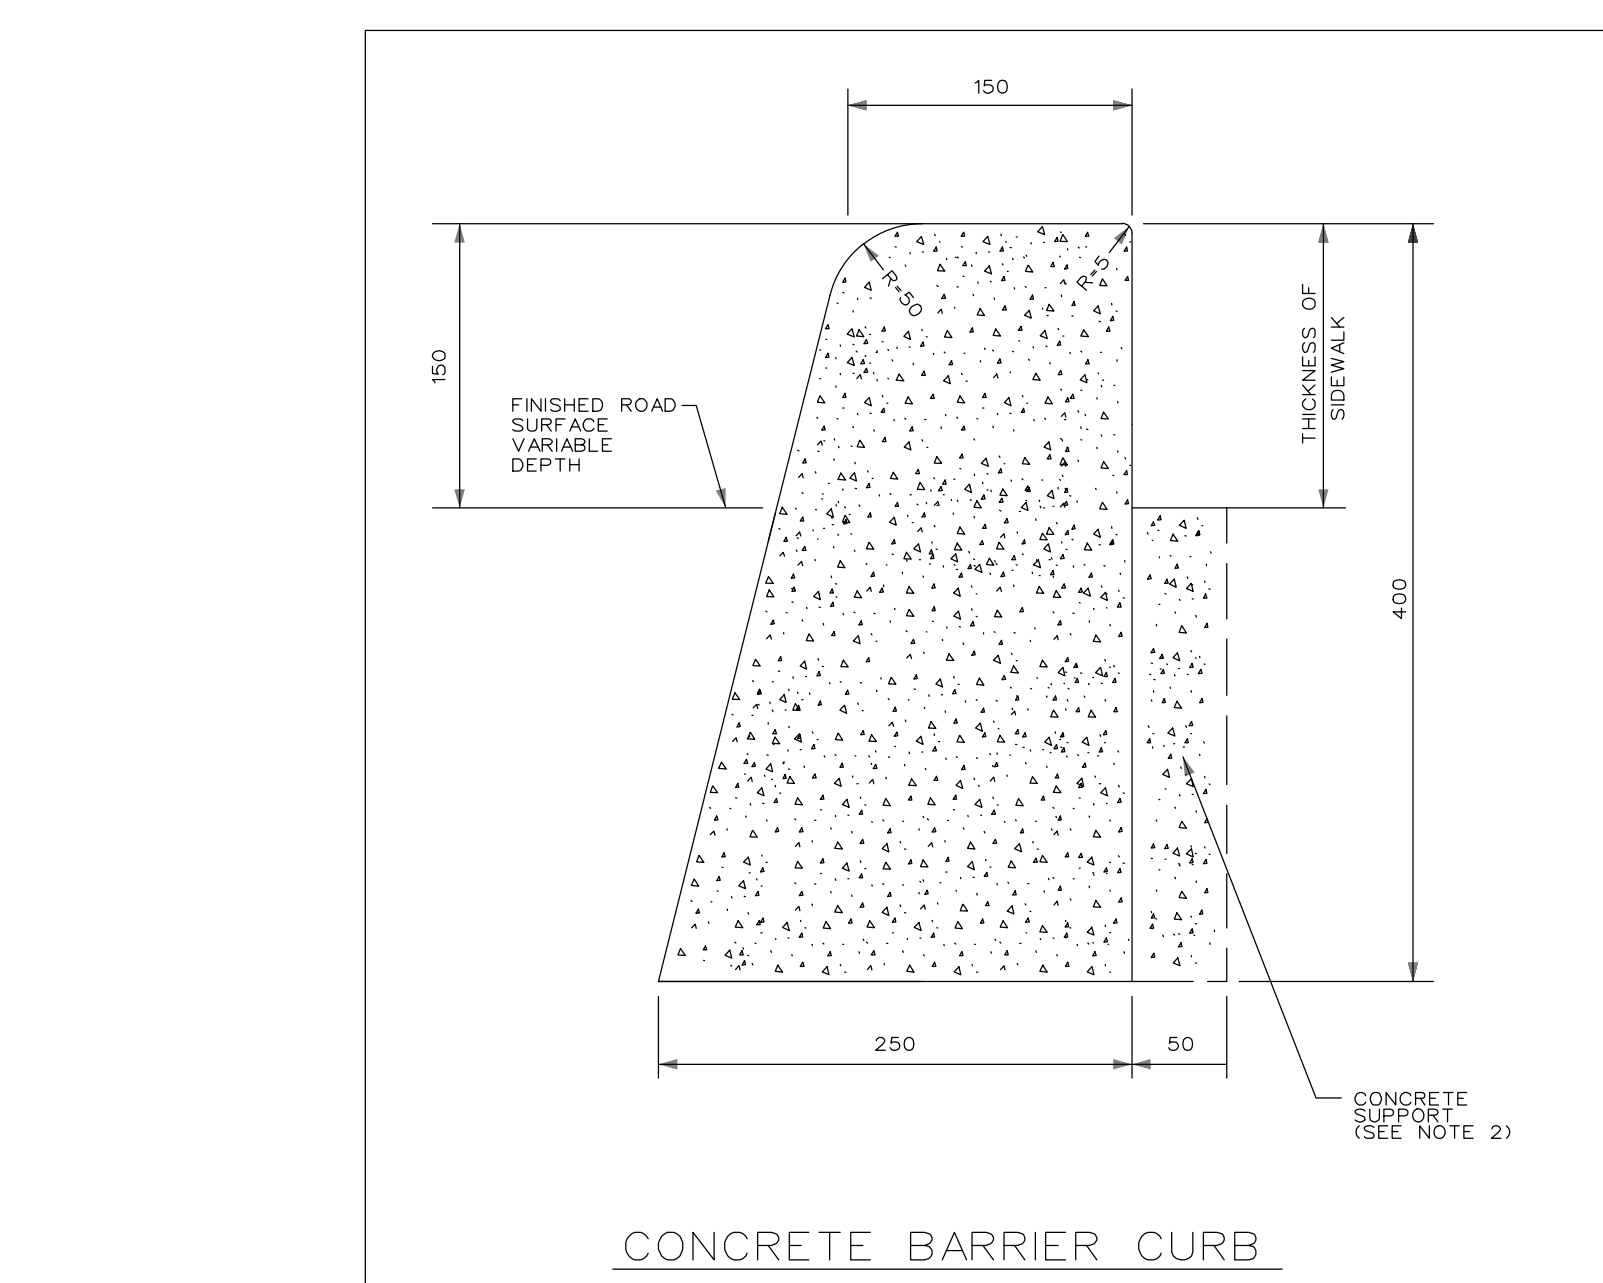 150
R=50
R=5
150
FINISHED ROAD
SURFACE
VARIABLE
DEPTH
THICKNESS OF
SIDEWALK
400
250
50
CONCRETE
SUPPORT
(SEE NOTE 2)
CONCRETE BARRIER CURB